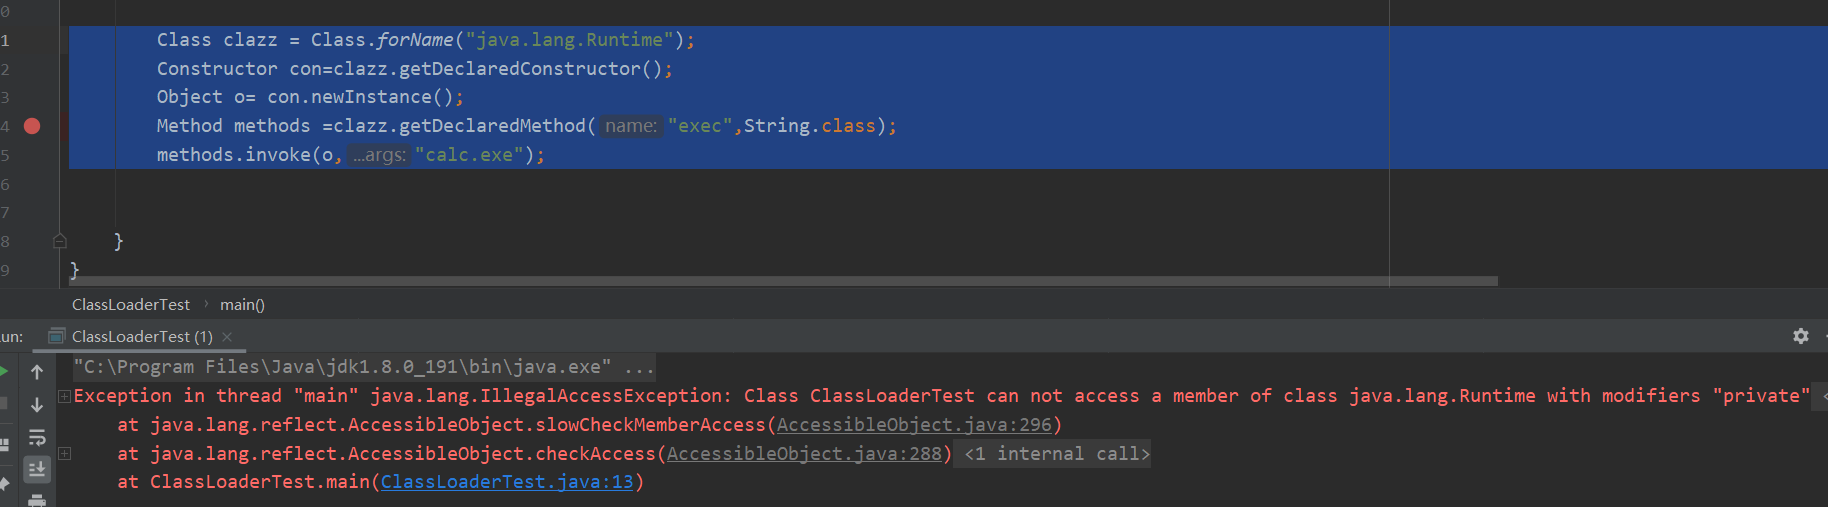 0
1 Class clazz = Class.forName("java.lang.Runtime");
2 Constructor con=clazz.getDeclaredConstructor();
3 Object o= con.newInstance();
4 Method methods =clazz.getDeclaredMethod( name: "exec",String.class);
5 methods.invoke(o, ...args: "calc.exe");
6
7
8 }
9 }
ClassLoaderTest › main()
un: ClassLoaderTest (1) ×
"C:\Program Files\Java\jdk1.8.0_191\bin\java.exe" ...
Exception in thread "main" java.lang.IllegalAccessException: Class ClassLoaderTest can not access a member of class java.lang.Runtime with modifiers "private" <
at java.lang.reflect.AccessibleObject.slowCheckMemberAccess(AccessibleObject.java:296)
at java.lang.reflect.AccessibleObject.checkAccess(AccessibleObject.java:288) <1 internal call>
at ClassLoaderTest.main(ClassLoaderTest.java:13)